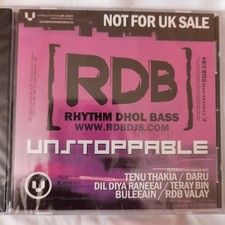 NOT FOR UK SALE
[RDB]
RHYTHM DHOL BASS
WWW.RDBDJS.COM
UNSTOPPABLE
TENU THAKIA / DARU
DIL DIYA RANEEAI / TERAY BIN
BULEEAIN / RDB VALAY